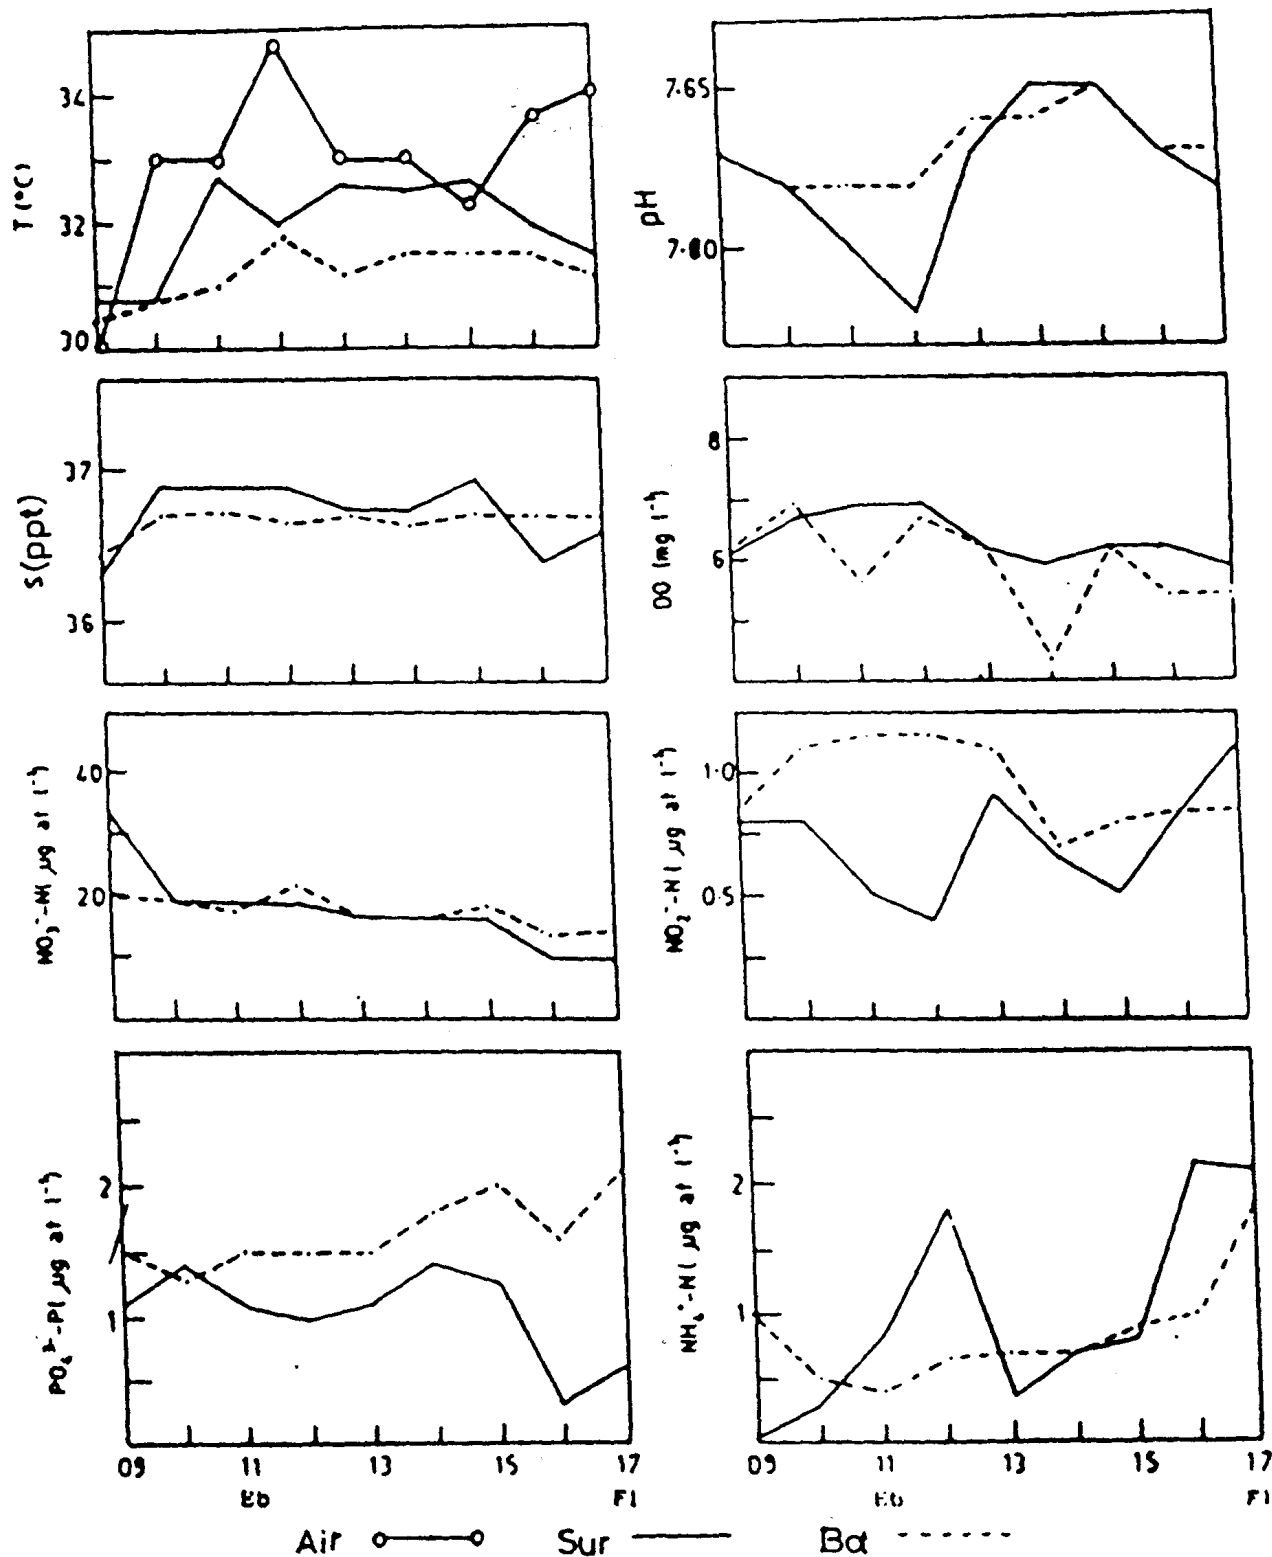 T (°C)
34
32
30
pH
7.65
7.60
S(ppt)
37
36
DO (mg l⁻¹)
8
6
NO₃⁻-N( µg at l⁻¹)
40
20
NO₂⁻-N( µg at l⁻¹)
1.0
0.5
PO₄³⁻-P( µg at l⁻¹)
2
1
NH₄⁺-N( µg at l⁻¹)
2
1
09 11 13 15 17
Eb Fl
09 11 13 15 17
Eb Fl
Air Sur Bot